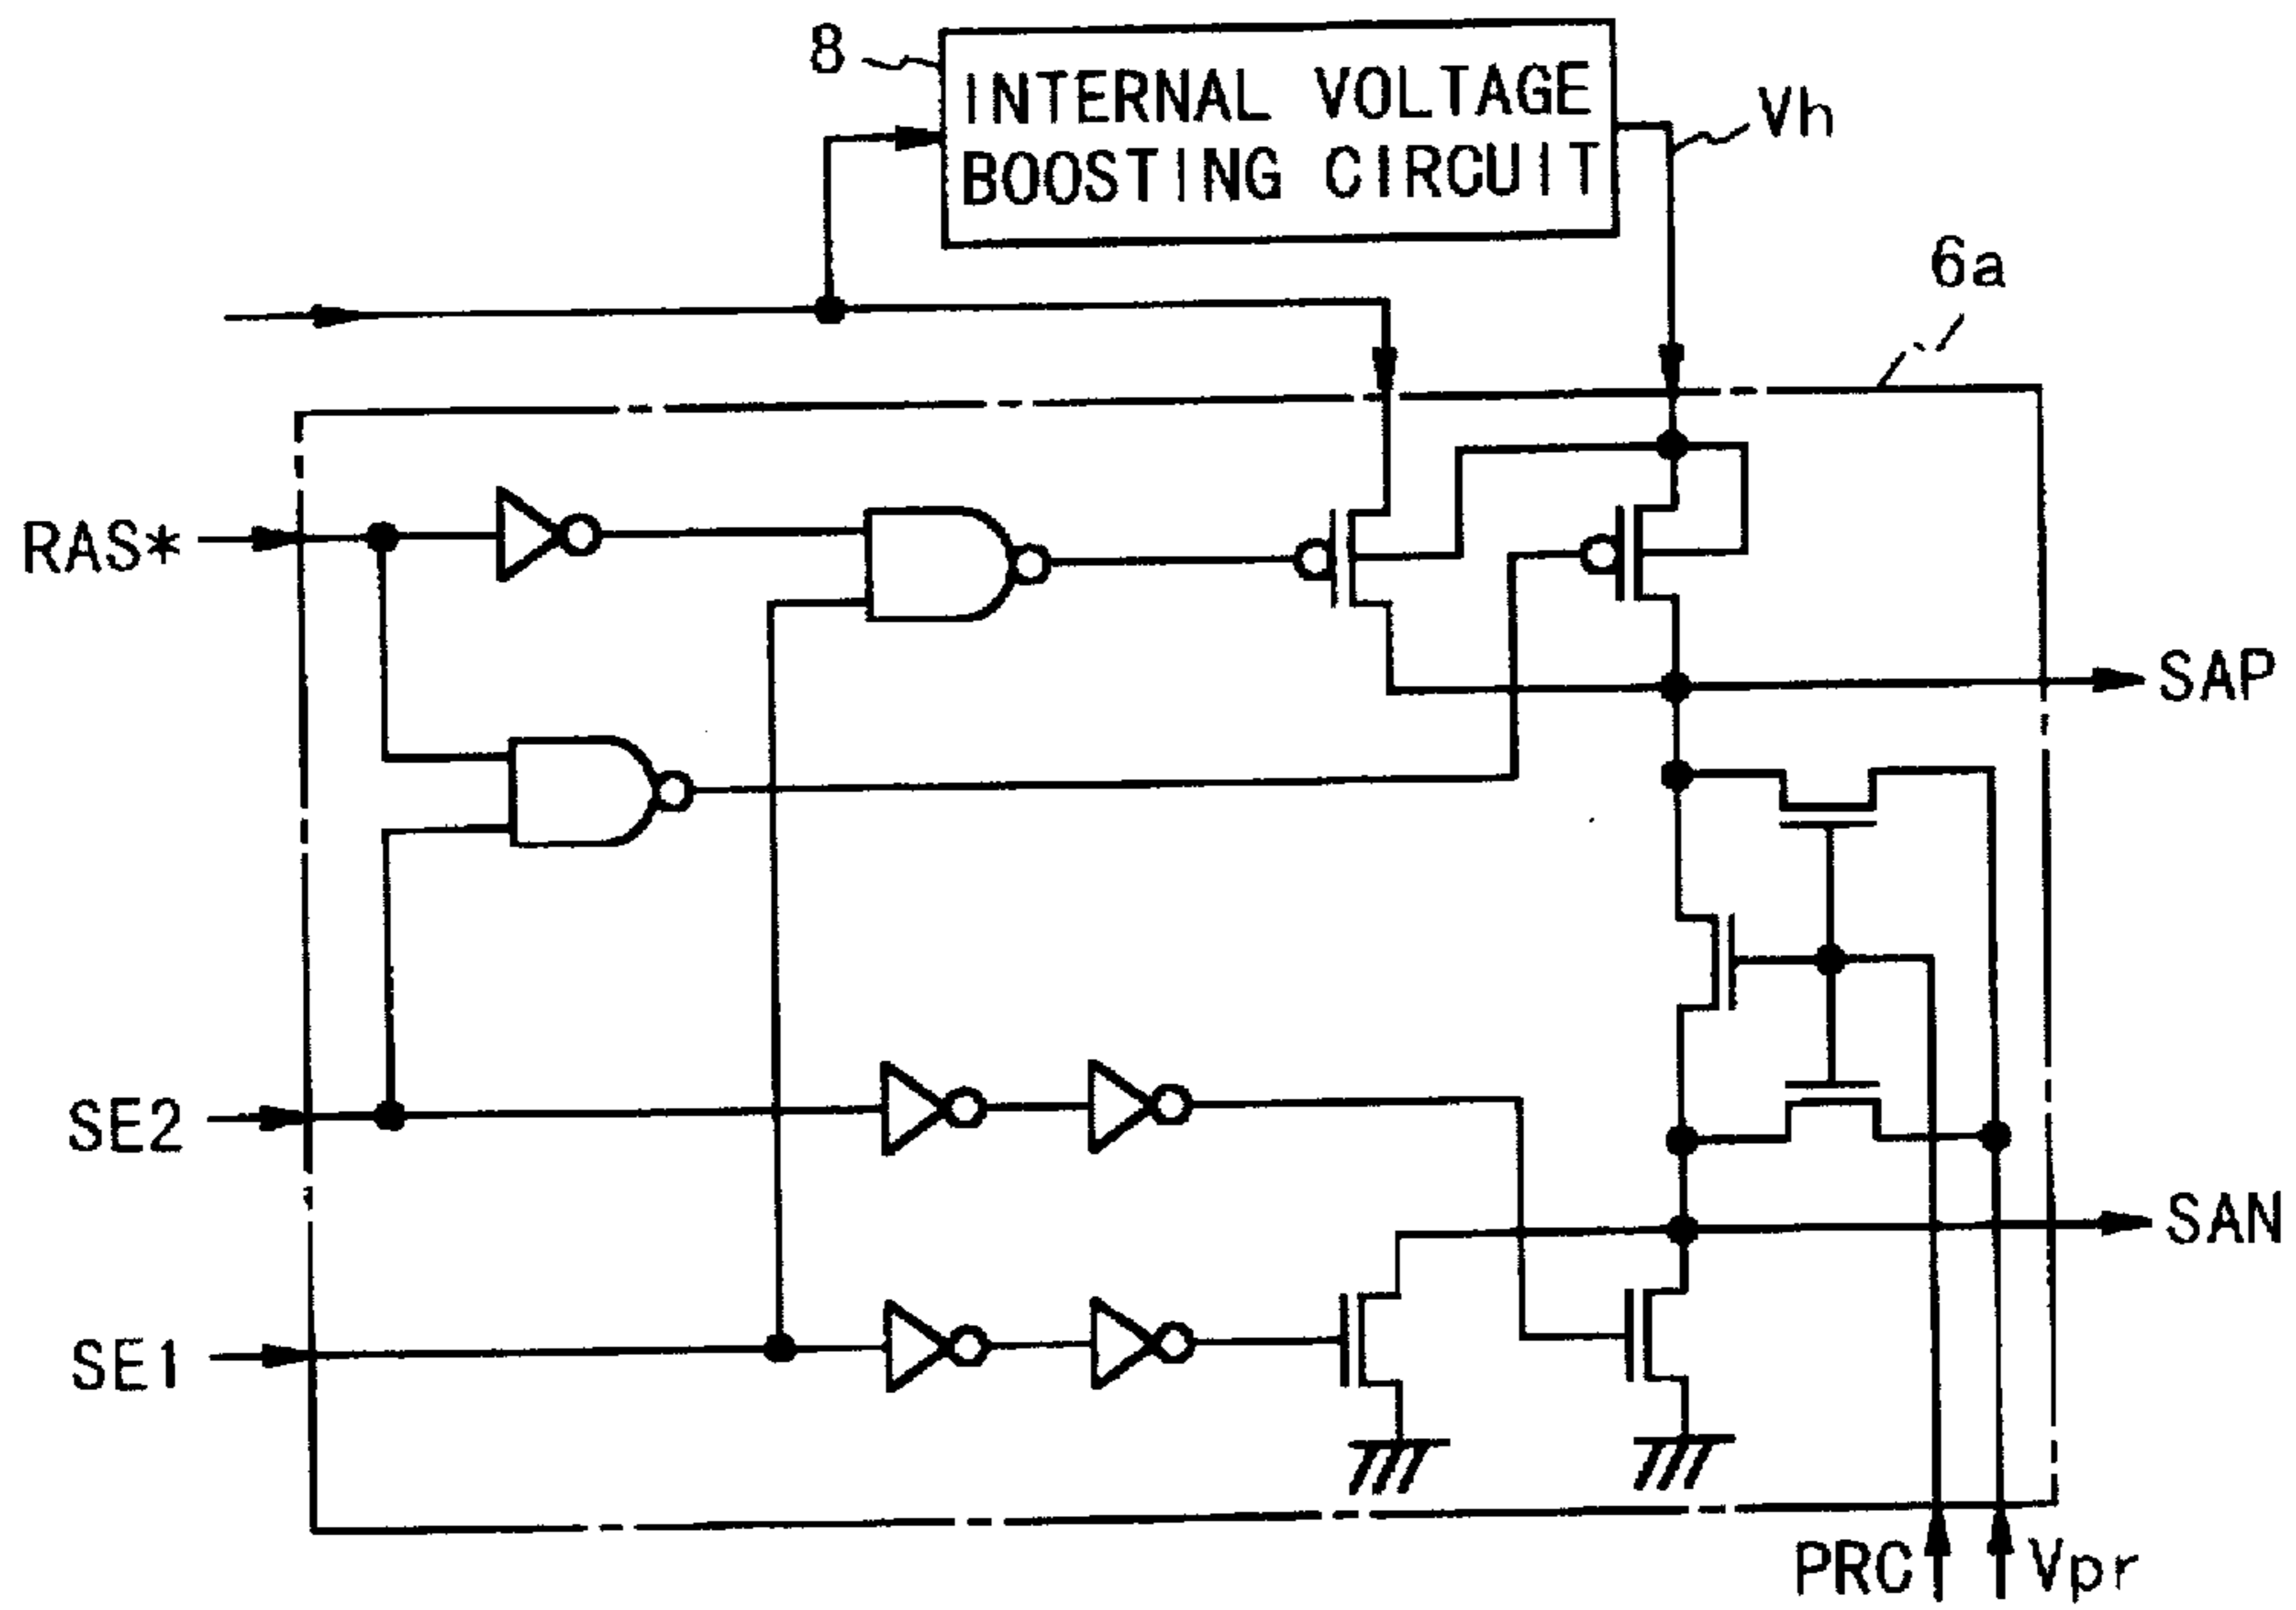 8
INTERNAL VOLTAGE
BOOSTING CIRCUIT
Vh
6a
RAS*
SAP
SE2
SAN
SE1
PRC
Vpr